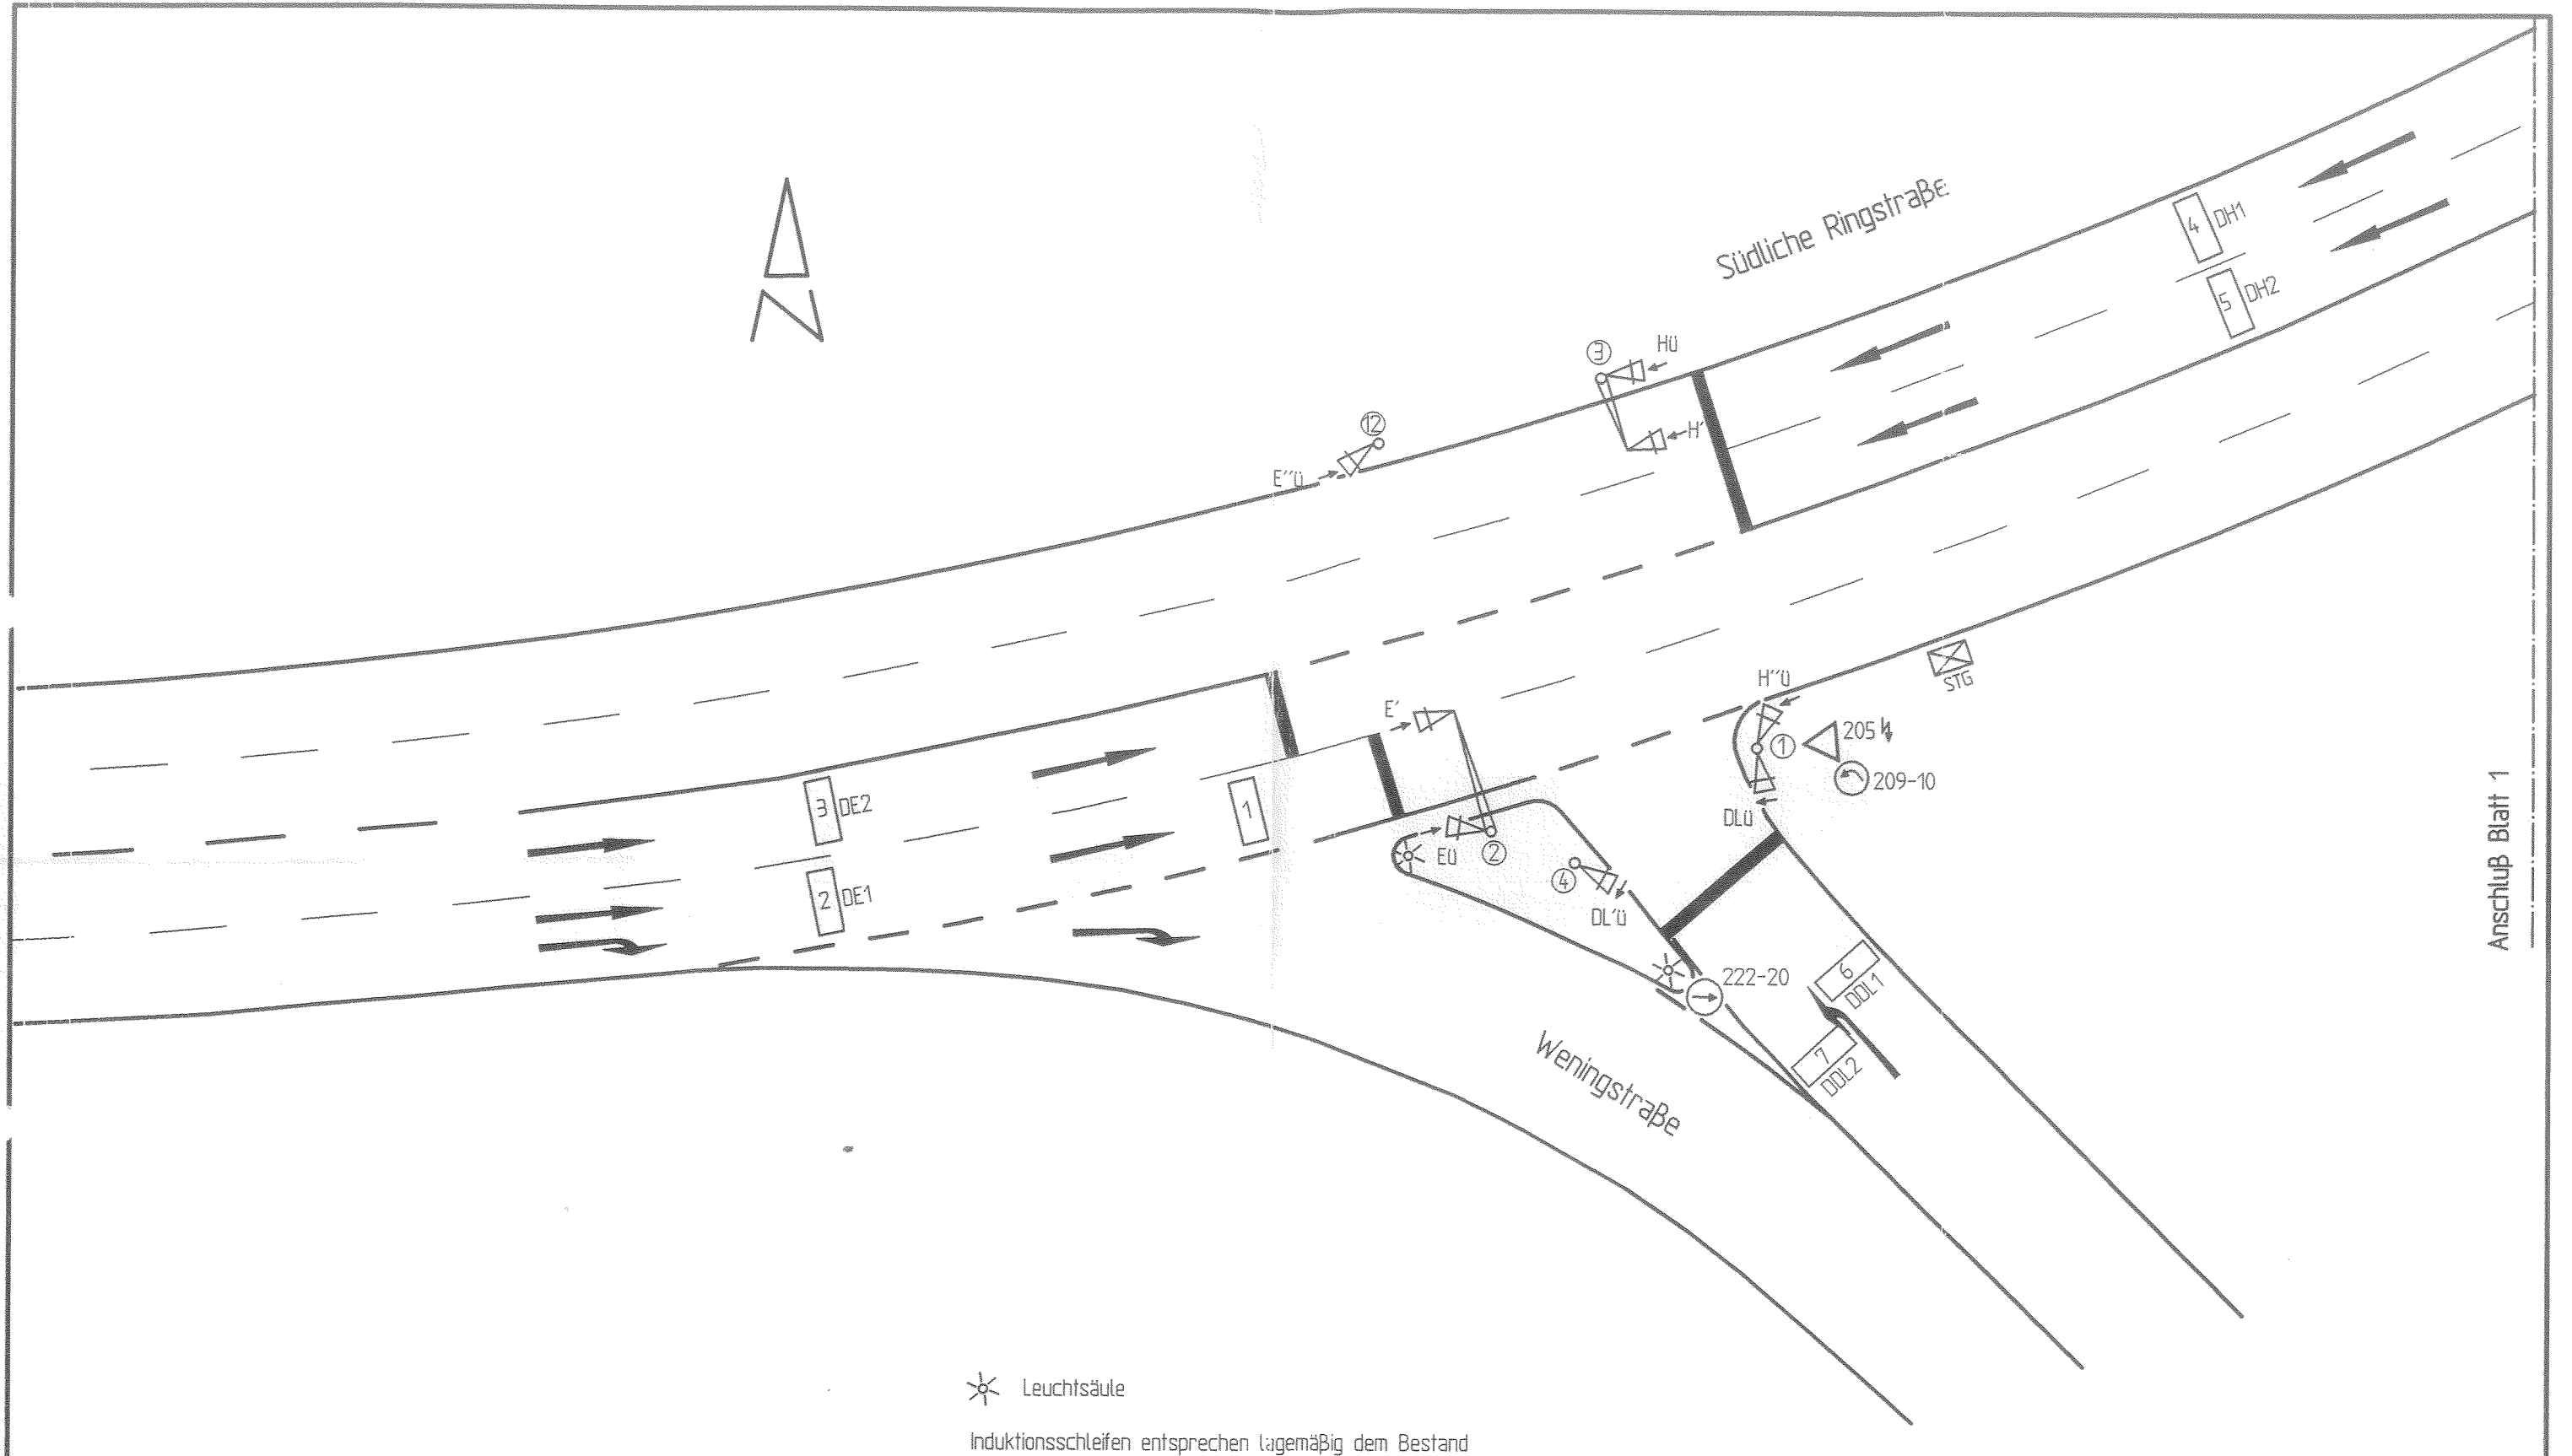 Südliche Ringstraße
4 DH1
5 DH2
3 Hü
H'
12
E''ü
N
H''ü
STG
1
205
209-10
DLü
E'
3 DE2
1
Eü
2
4
DL'ü
2 DE1
222-20
6
DDL1
7
DDL2
Weningstraße
Anschluß Blatt 1
Leuchtsäule
Induktionsschleifen entsprechen lagemäßig dem Bestand